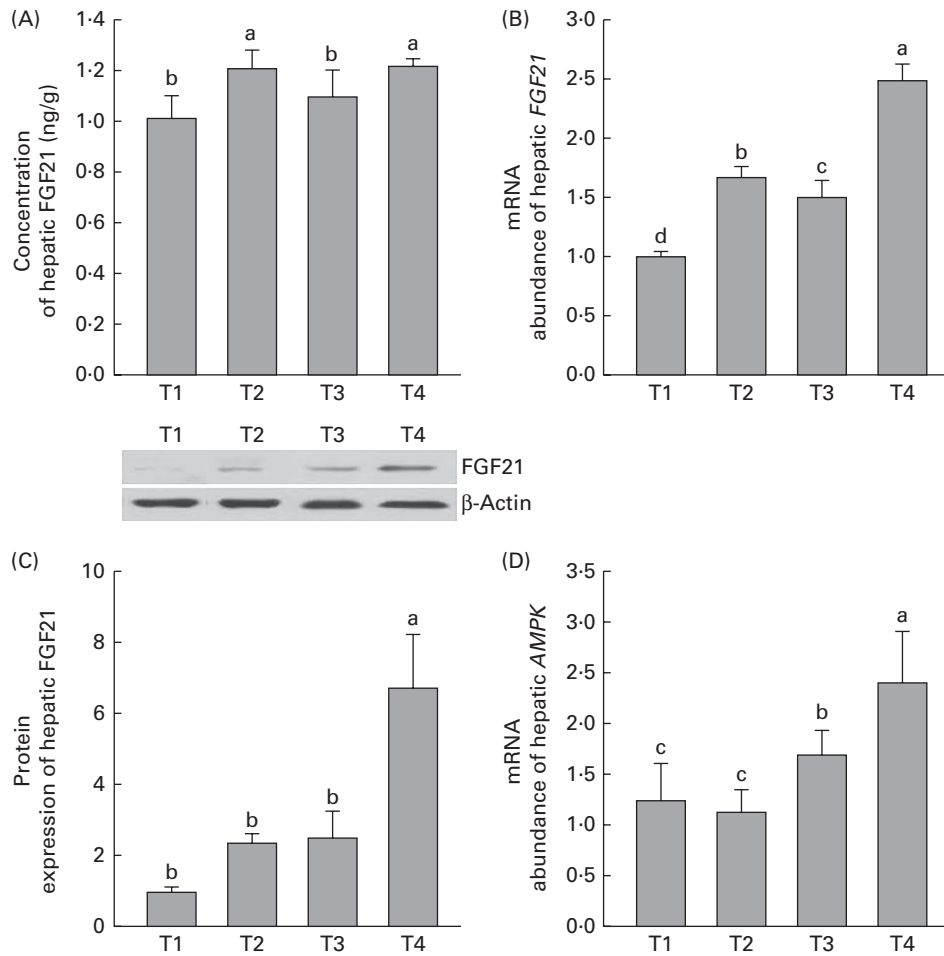 (A)
1·4
1·2
1·0
0·8
0·6
0·4
0·2
0·0
Concentration
of hepatic FGF21 (ng/g)
b
a
b
a
T1 T2 T3 T4
(B)
3·0
2·5
2·0
1·5
1·0
0·5
0·0
mRNA
abundance of hepatic FGF21
d
b
c
a
T1 T2 T3 T4
T1 T2 T3 T4
FGF21
β-Actin
(C)
10
8
6
4
2
0
Protein
expression of hepatic FGF21
b
b
b
a
T1 T2 T3 T4
(D)
3·5
3·0
2·5
2·0
1·5
1·0
0·5
0·0
mRNA
abundance of hepatic AMPK
c
c
b
a
T1 T2 T3 T4